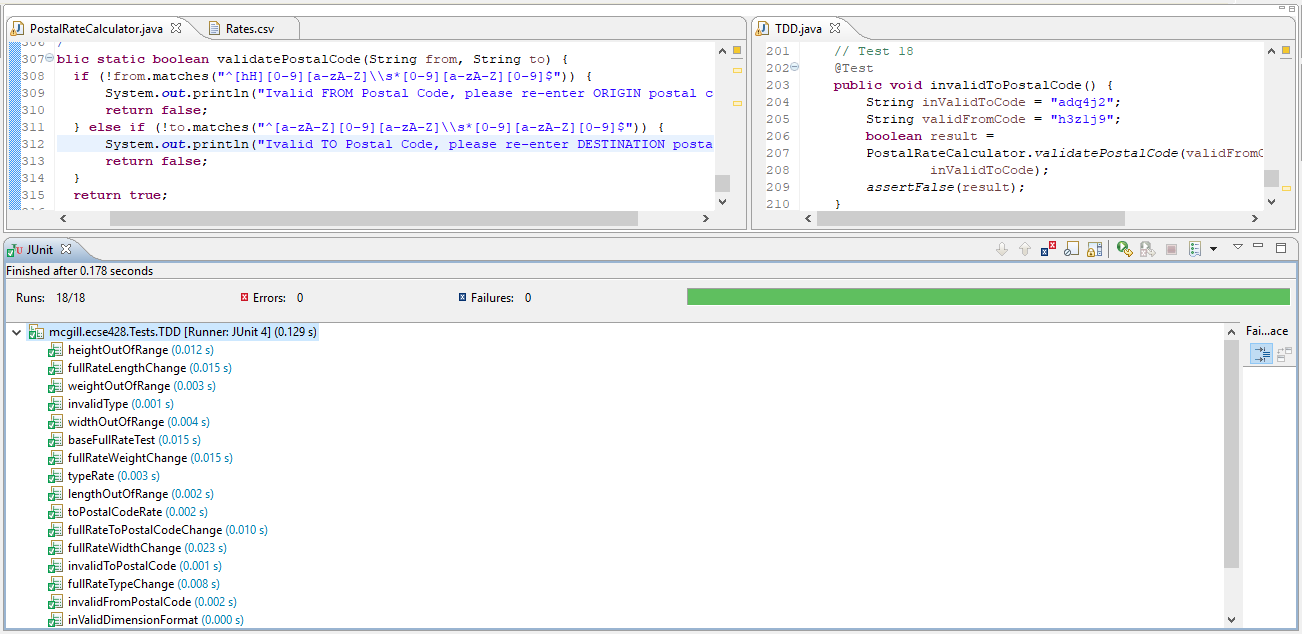 PostalRateCalculator.java
Rates.csv
307 blic static boolean validatePostalCode(String from, String to) {
308 if (!from.matches("^[hH][0-9][a-zA-Z]\\s*[0-9][a-zA-Z][0-9]$")) {
309 System.out.println("Ivalid FROM Postal Code, please re-enter ORIGIN postal c
310 return false;
311 } else if (!to.matches("^[a-zA-Z][0-9][a-zA-Z]\\s*[0-9][a-zA-Z][0-9]$")) {
312 System.out.println("Ivalid TO Postal Code, please re-enter DESTINATION posta
313 return false;
314 }
315 return true;
TDD.java
201 // Test 18
202 @Test
203 public void invalidToPostalCode() {
204 String inValidToCode = "adq4j2";
205 String validFromCode = "h3z1j9";
206 boolean result =
207 PostalRateCalculator.validatePostalCode(validFromC
208 inValidToCode);
209 assertFalse(result);
210 }
JUnit
Finished after 0.178 seconds
Runs: 18/18 Errors: 0 Failures: 0
mcgill.ecse428.Tests.TDD [Runner: JUnit 4] (0.129 s)
Fai...ace
heightOutOfRange (0.012 s)
fullRateLengthChange (0.015 s)
weightOutOfRange (0.003 s)
invalidType (0.001 s)
widthOutOfRange (0.004 s)
baseFullRateTest (0.015 s)
fullRateWeightChange (0.015 s)
typeRate (0.003 s)
lengthOutOfRange (0.002 s)
toPostalCodeRate (0.002 s)
fullRateToPostalCodeChange (0.010 s)
fullRateWidthChange (0.023 s)
invalidToPostalCode (0.001 s)
fullRateTypeChange (0.008 s)
invalidFromPostalCode (0.002 s)
inValidDimensionFormat (0.000 s)